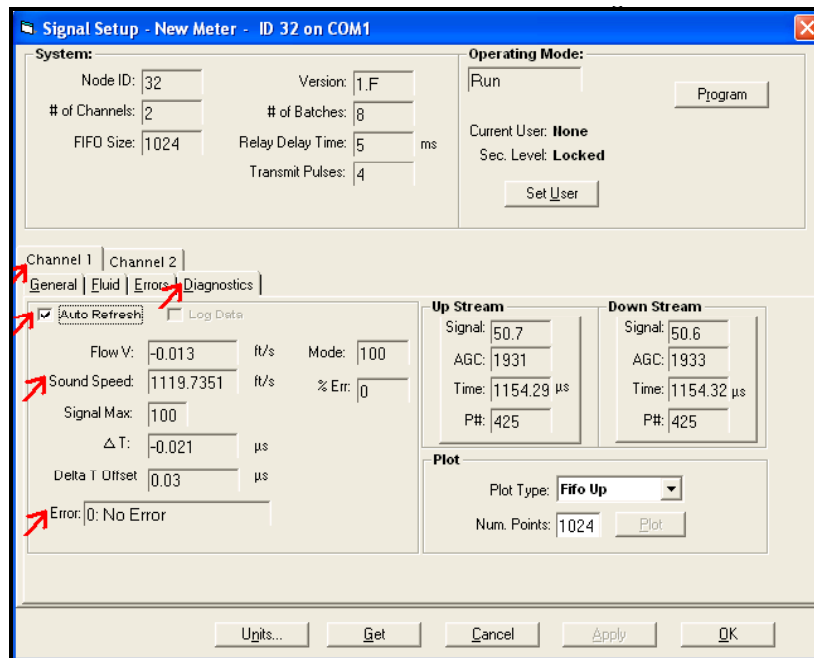 Signal Setup - New Meter - ID 32 on COM1
System:
Node ID: 32
Version: 1.F
# of Channels: 2
# of Batches: 8
FIFO Size: 1024
Relay Delay Time: 5 ms
Transmit Pulses: 4
Operating Mode:
Run
Program
Current User: None
Sec. Level: Locked
Set User
Channel 1 Channel 2
General Fluid Errors Diagnostics
Auto Refresh Log Data
Flow V: -0.013 ft/s Mode: 100
Sound Speed: 1119.7351 ft/s % Err: 0
Signal Max: 100
Δ T: -0.021 µs
Delta T Offset 0.03 µs
Error: 0: No Error
Up Stream
Signal: 50.7
AGC: 1931
Time: 1154.29 µs
P#: 425
Down Stream
Signal: 50.6
AGC: 1933
Time: 1154.32 µs
P#: 425
Plot
Plot Type: Fifo Up
Num. Points: 1024 Plot
Units... Get Cancel Apply OK